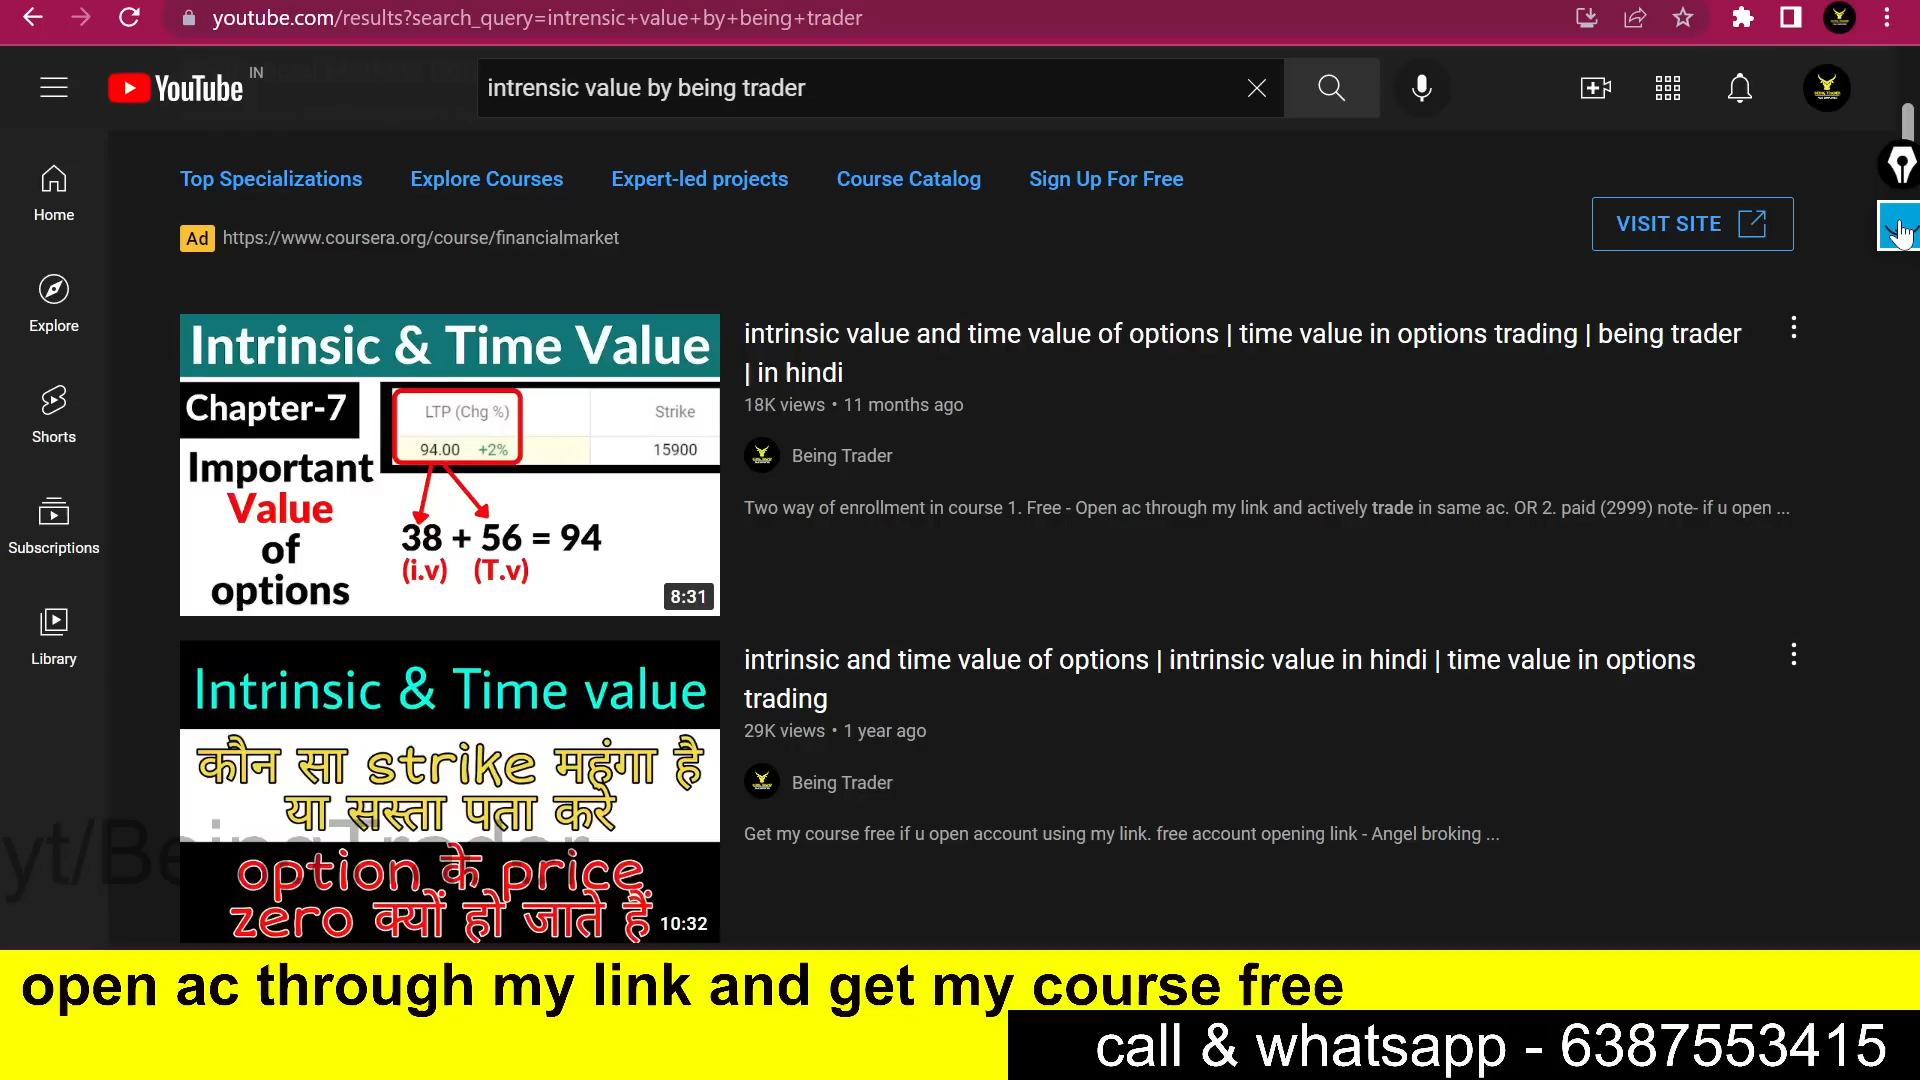 youtube.com/results?search_query=intrensic+value+by+being+trader
YouTube IN
intrensic value by being trader
Home
Explore
Shorts
Subscriptions
Library
Top Specializations Explore Courses Expert-led projects Course Catalog Sign Up For Free
Ad https://www.coursera.org/course/financialmarket
VISIT SITE
Intrinsic & Time Value
Chapter-7
LTP (Chg %) Strike
94.00 +2% 15900
Important
Value
of
options
38 + 56 = 94
(i.v) (T.v)
8:31
intrinsic value and time value of options | time value in options trading | being trader
| in hindi
18K views • 11 months ago
Being Trader
Two way of enrollment in course 1. Free - Open ac through my link and actively trade in same ac. OR 2. paid (2999) note- if u open ...
Intrinsic & Time value
कौन सा strike महंगा है
या सस्ता पता करे
option के price
zero क्यों हो जाते हैं
10:32
intrinsic and time value of options | intrinsic value in hindi | time value in options
trading
29K views • 1 year ago
Being Trader
Get my course free if u open account using my link. free account opening link - Angel broking ...
yt/BeingTrader
open ac through my link and get my course free
call & whatsapp - 6387553415